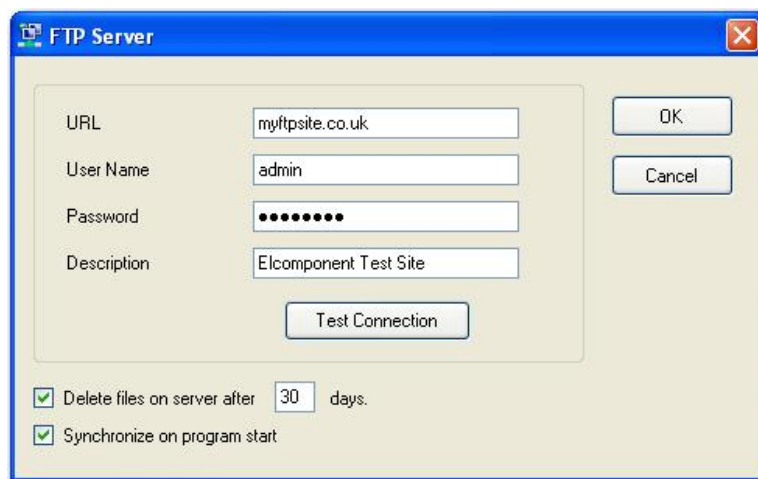 FTP Server
URL myftpsite.co.uk
OK
User Name admin
Cancel
Password ●●●●●●●●
Description Elcomponent Test Site
Test Connection
Delete files on server after 30 days.
Synchronize on program start